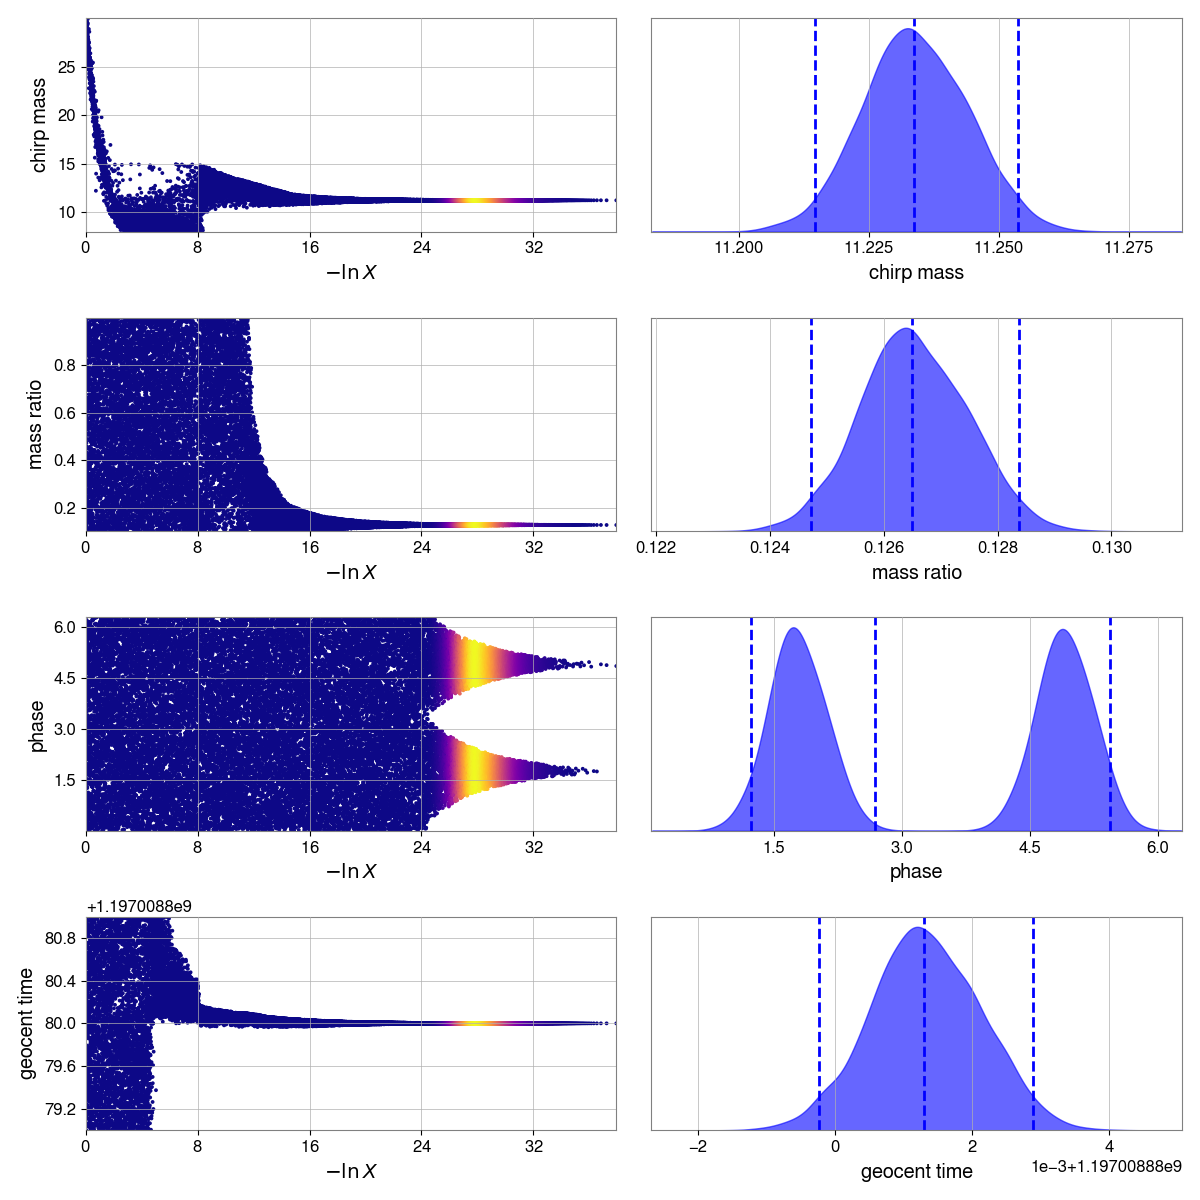 25
20
15
10
chirp mass
0 8 16 24 32
−ln X
11.200 11.225 11.250 11.275
chirp mass
0.8
0.6
0.4
0.2
mass ratio
0 8 16 24 32
−ln X
0.122 0.124 0.126 0.128 0.130
mass ratio
6.0
4.5
3.0
1.5
phase
0 8 16 24 32
−ln X
1.5 3.0 4.5 6.0
phase
+1.1970088e9
80.8
80.4
80.0
79.6
79.2
geocent time
0 8 16 24 32
−ln X
−2 0 2 4
1e−3+1.19700888e9
geocent time